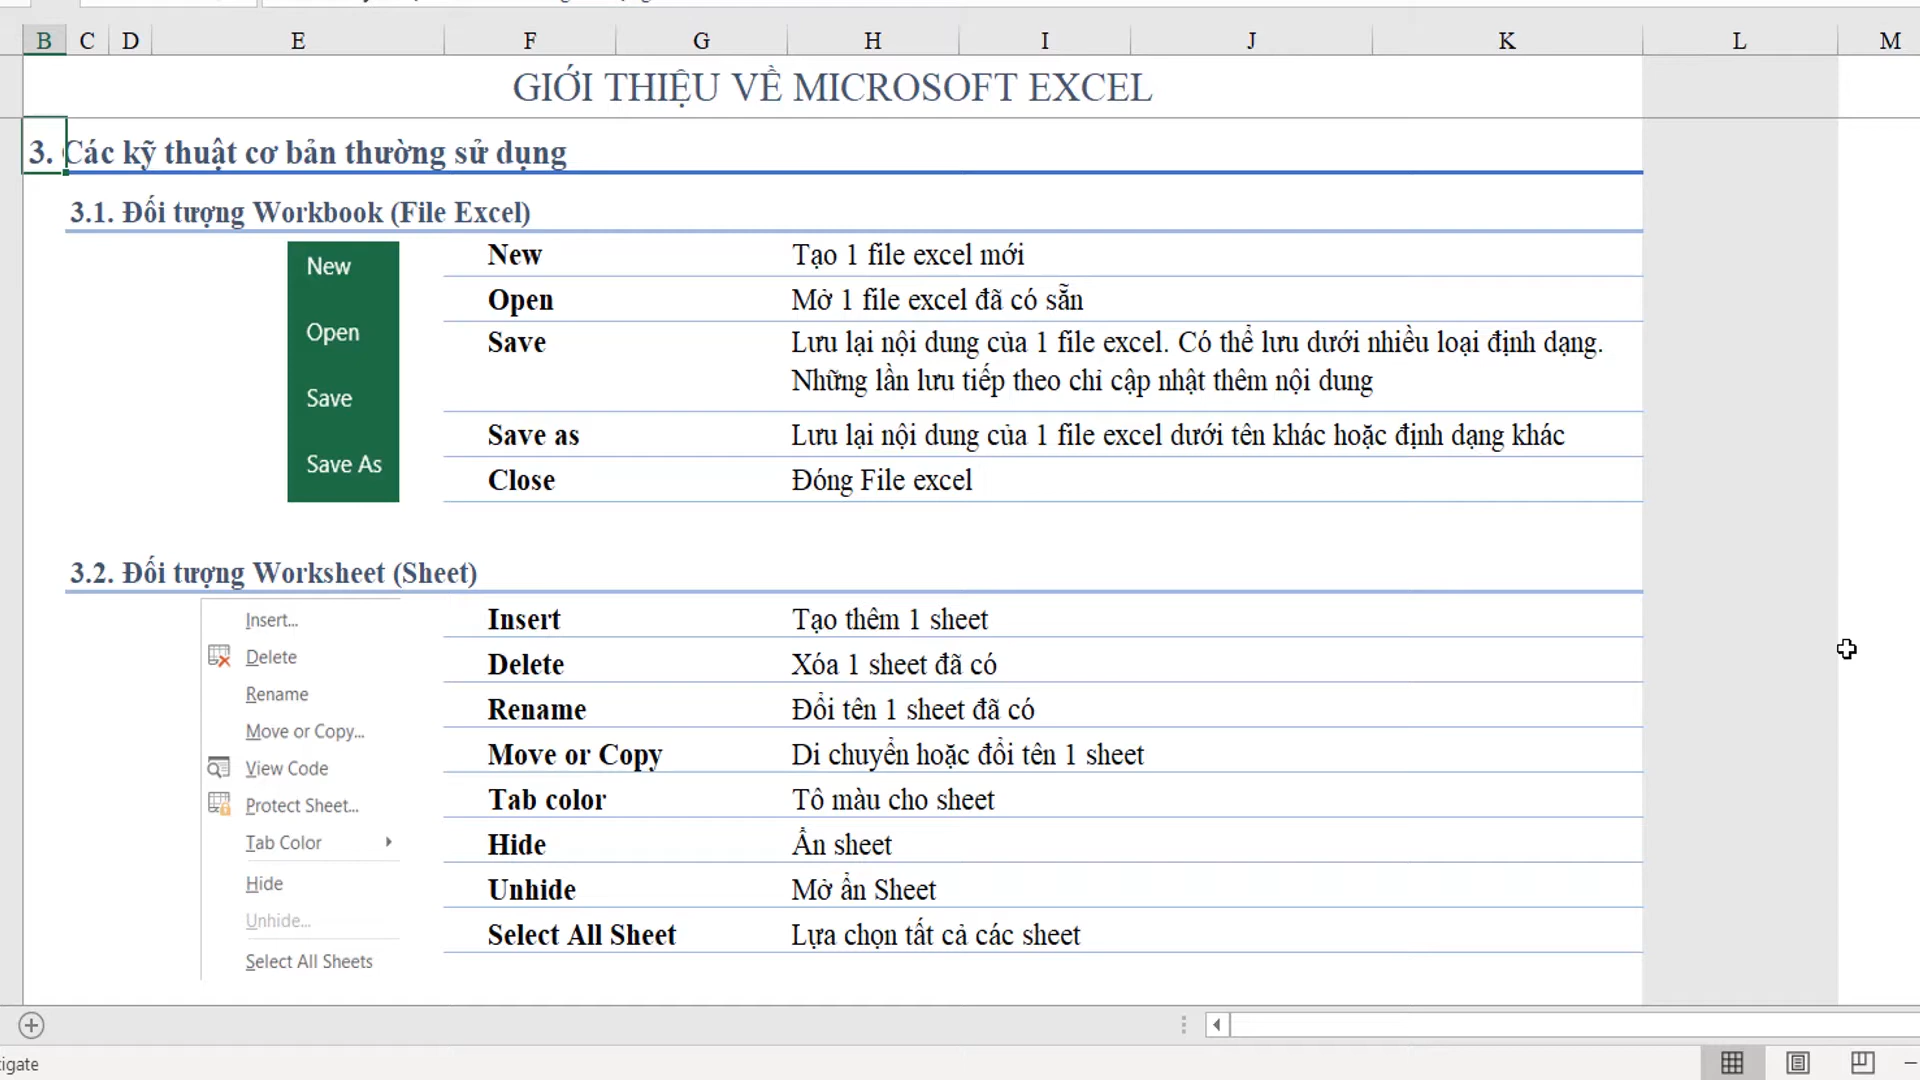 B C D E F G H I J K L M
GIỚI THIỆU VỀ MICROSOFT EXCEL
3. Các kỹ thuật cơ bản thường sử dụng
3.1. Đối tượng Workbook (File Excel)
New
Open
Save
Save As
New Tạo 1 file excel mới
Open Mở 1 file excel đã có sẵn
Save Lưu lại nội dung của 1 file excel. Có thể lưu dưới nhiều loại định dạng.
Những lần lưu tiếp theo chỉ cập nhật thêm nội dung
Save as Lưu lại nội dung của 1 file excel dưới tên khác hoặc định dạng khác
Close Đóng File excel
3.2. Đối tượng Worksheet (Sheet)
Insert...
Delete
Rename
Move or Copy...
View Code
Protect Sheet...
Tab Color
Hide
Unhide...
Select All Sheets
Insert Tạo thêm 1 sheet
Delete Xóa 1 sheet đã có
Rename Đổi tên 1 sheet đã có
Move or Copy Di chuyển hoặc đổi tên 1 sheet
Tab color Tô màu cho sheet
Hide Ẩn sheet
Unhide Mở ẩn Sheet
Select All Sheet Lựa chọn tất cả các sheet